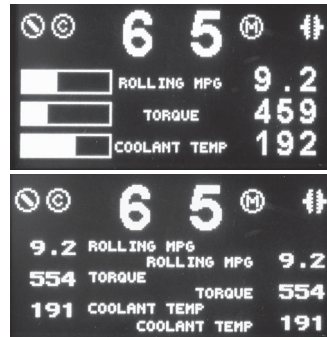 © 6 5 Ⓜ
ROLLING MPG 9.2
TORQUE 459
COOLANT TEMP 192
© 6 5 Ⓜ
9.2 ROLLING MPG
ROLLING MPG 9.2
554 TORQUE
TORQUE 554
191 COOLANT TEMP
COOLANT TEMP 191